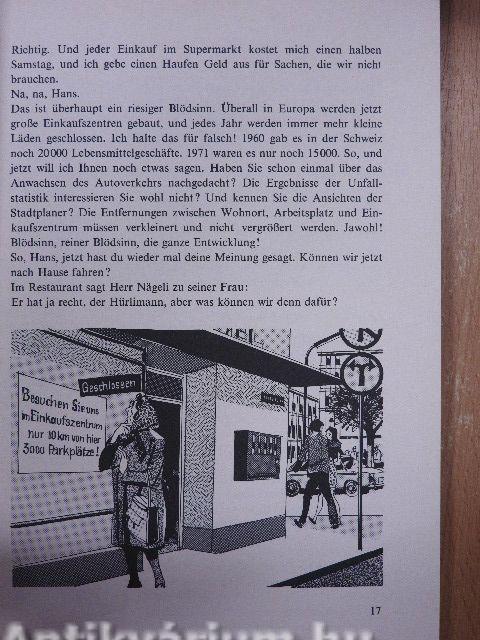 Richtig. Und jeder Einkauf im Supermarkt kostet mich einen halben
Samstag, und ich gebe einen Haufen Geld aus für Sachen, die wir nicht
brauchen.
Na, na, Hans.
Das ist überhaupt ein riesiger Blödsinn. Überall in Europa werden jetzt
große Einkaufszentren gebaut, und jedes Jahr werden immer mehr kleine
Läden geschlossen. Ich halte das für falsch! 1960 gab es in der Schweiz
noch 20000 Lebensmittelgeschäfte, 1971 waren es nur noch 15000. So, und
jetzt will ich Ihnen noch etwas sagen. Haben Sie schon einmal über das
Anwachsen des Autoverkehrs nachgedacht? Die Ergebnisse der Unfall-
statistik interessieren Sie wohl nicht? Und kennen Sie die Ansichten der
Stadtplaner? Die Entfernungen zwischen Wohnort, Arbeitsplatz und Ein-
kaufszentrum müssen verkleinert und nicht vergrößert werden. Jawohl!
Blödsinn, reiner Blödsinn, die ganze Entwicklung!
So, Hans, jetzt hast du wieder mal deine Meinung gesagt. Können wir jetzt
nach Hause fahren?
Im Restaurant sagt Herr Nägeli zu seiner Frau:
Er hat ja recht, der Hürlimann, aber was können wir denn dafür?
Geschlossen
Besuchen Sie uns
im Einkaufszentrum
nur 10 km von hier
3000 Parkplätze!
17
Antikvárium.hu